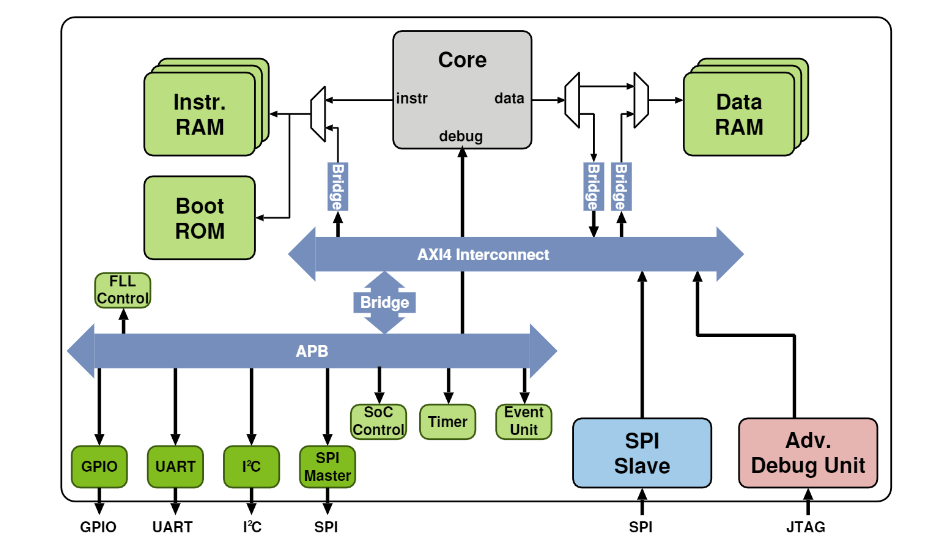 Core
instr
data
debug
Instr.
RAM
Data
RAM
Bridge
Bridge
Bridge
Boot
ROM
AXI4 Interconnect
FLL
Control
Bridge
APB
SoC
Control
Timer
Event
Unit
GPIO
UART
I²C
SPI
Master
SPI
Slave
Adv.
Debug Unit
GPIO
UART
I²C
SPI
SPI
JTAG